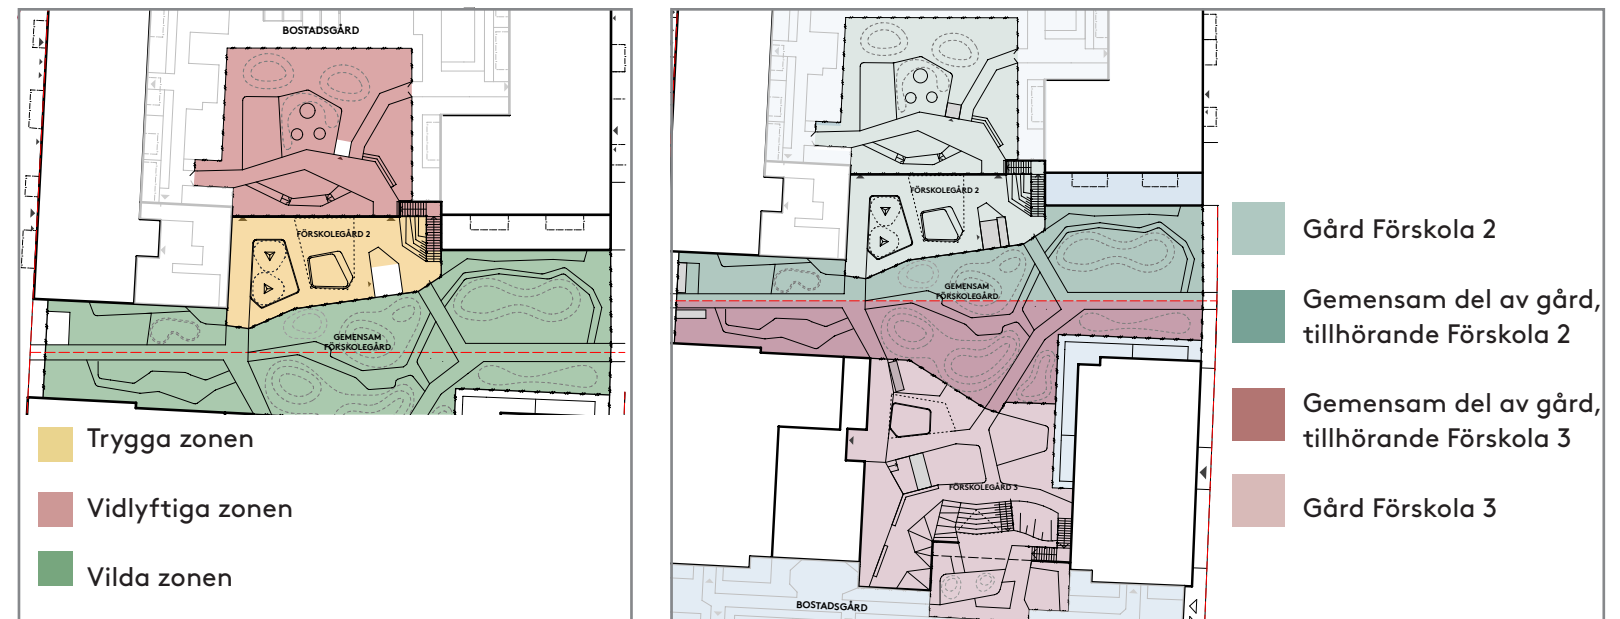 BOSTADSGÅRD
FÖRSKOLEGÅRD 2
GEMENSAM
FÖRSKOLEGÅRD
Trygga zonen
Vidlyftiga zonen
Vilda zonen
FÖRSKOLEGÅRD 2
GEMENSAM
FÖRSKOLEGÅRD
FÖRSKOLEGÅRD 3
BOSTADSGÅRD
Gård Förskola 2
Gemensam del av gård,
tillhörande Förskola 2
Gemensam del av gård,
tillhörande Förskola 3
Gård Förskola 3